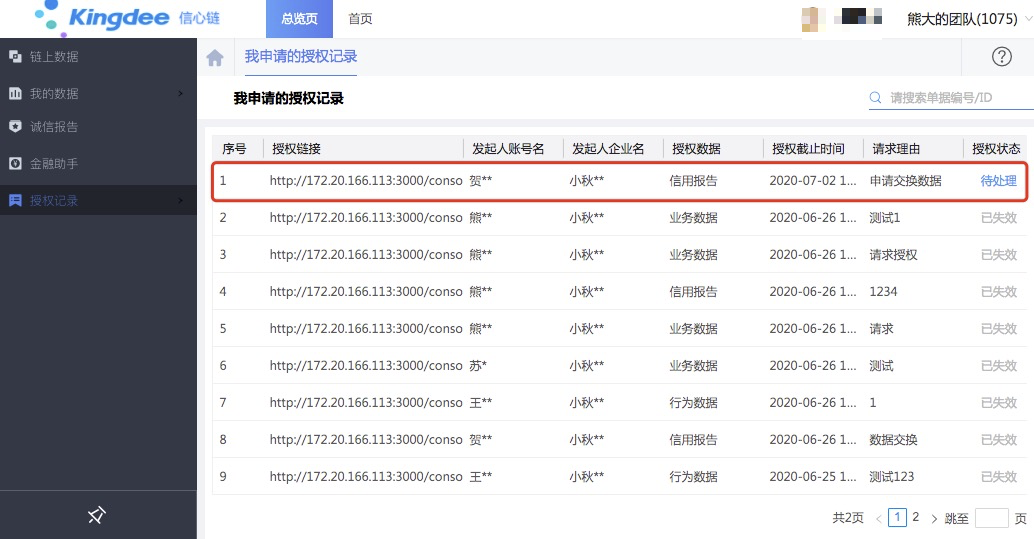 Kingdee 信心链 总览页 首页 熊大的团队(1075)
链上数据
我的数据
诚信报告
金融助手
授权记录
我申请的授权记录
我申请的授权记录 请搜索单据编号/ID
序号 授权链接 发起人账号名 发起人企业名 授权数据 授权截止时间 请求理由 授权状态
1 http://172.20.166.113:3000/conso 贺** 小秋** 信用报告 2020-07-02 1... 申请交换数据 待处理
2 http://172.20.166.113:3000/conso 熊** 小秋** 业务数据 2020-06-26 1... 测试1 已失效
3 http://172.20.166.113:3000/conso 熊** 小秋** 业务数据 2020-06-26 1... 请求授权 已失效
4 http://172.20.166.113:3000/conso 熊** 小秋** 信用报告 2020-06-26 1... 1234 已失效
5 http://172.20.166.113:3000/conso 熊** 小秋** 业务数据 2020-06-26 1... 请求 已失效
6 http://172.20.166.113:3000/conso 苏* 小秋** 业务数据 2020-06-26 1... 测试 已失效
7 http://172.20.166.113:3000/conso 王** 小秋** 行为数据 2020-06-26 1... 1 已失效
8 http://172.20.166.113:3000/conso 贺** 小秋** 信用报告 2020-06-26 1... 数据交换 已失效
9 http://172.20.166.113:3000/conso 王** 小秋** 行为数据 2020-06-25 1... 测试123 已失效
共2页 < 1 2 > 跳至 页